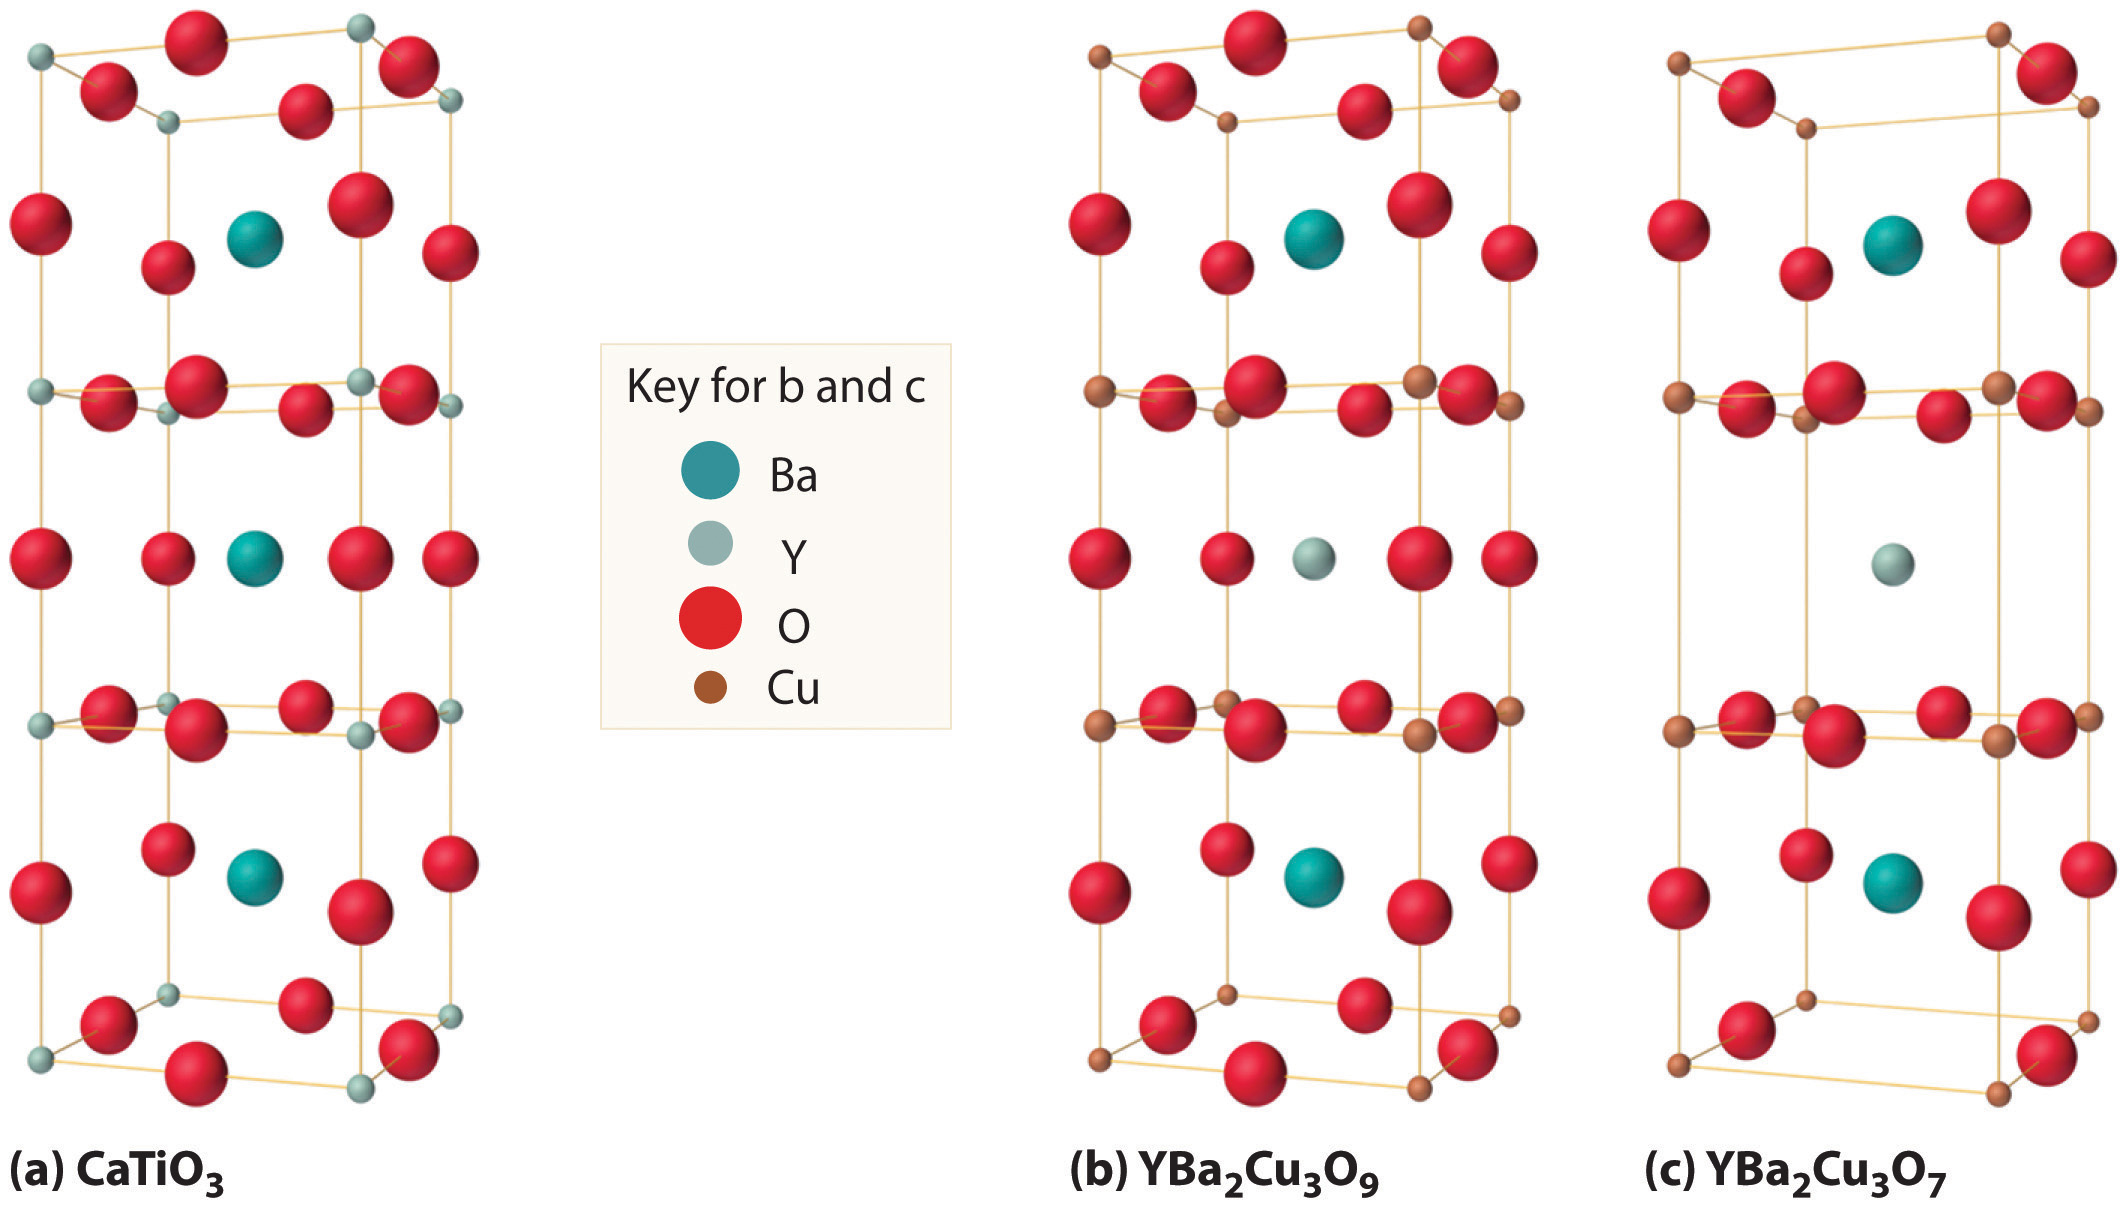 Key for b and c
Ba
Y
O
Cu
(a) CaTiO₃
(b) YBa₂Cu₃O₉
(c) YBa₂Cu₃O₇